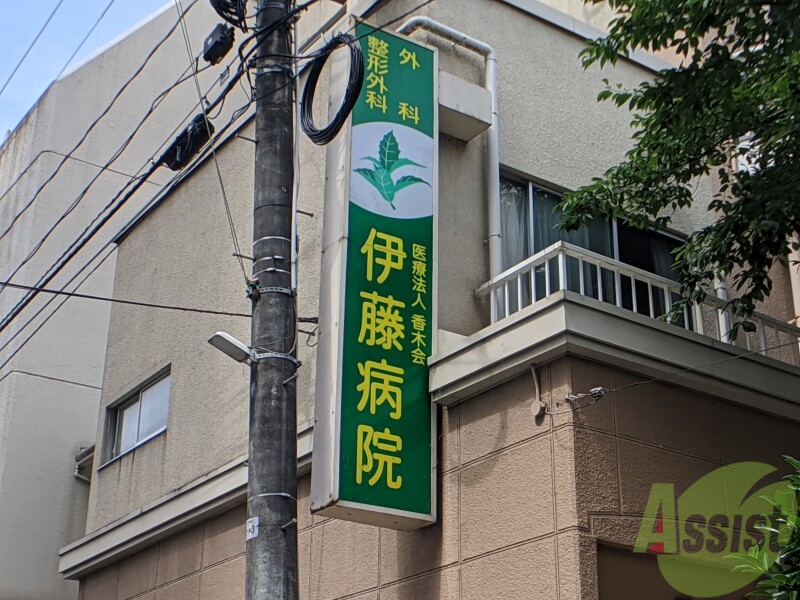 外科
整形外科
医療法人 香木会
伊藤病院
Assist